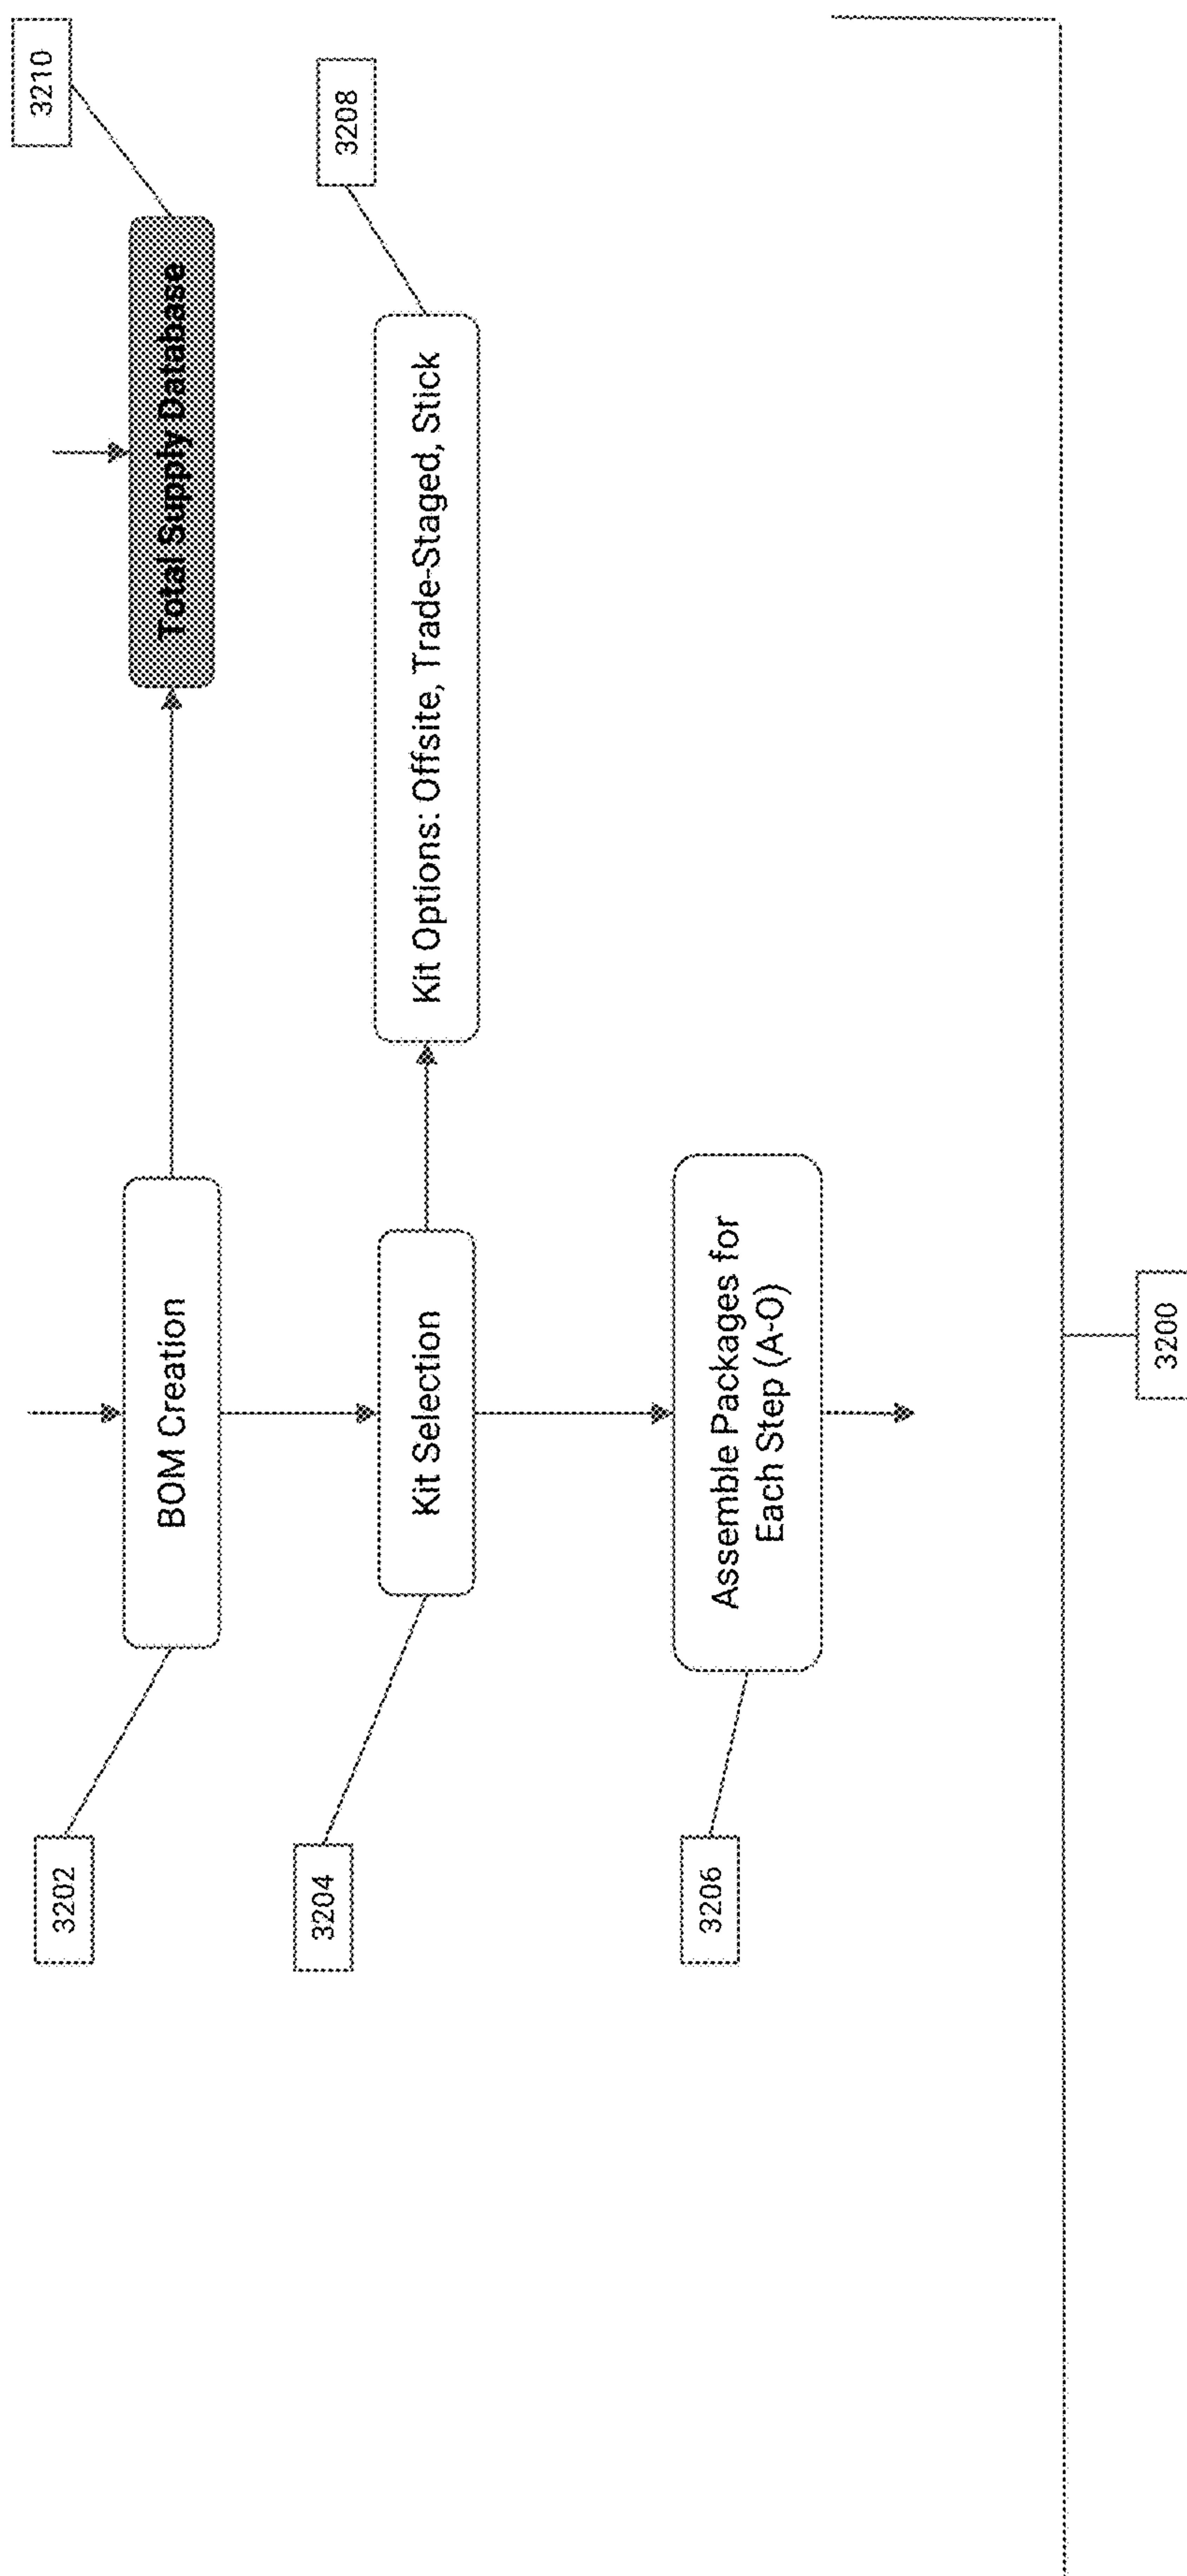 3202
BOM Creation
Total Supply Database
3210
3204
Kit Selection
Kit Options: Offsite, Trade-Staged, Stick
3208
3206
Assemble Packages for
Each Step (A-O)
3200